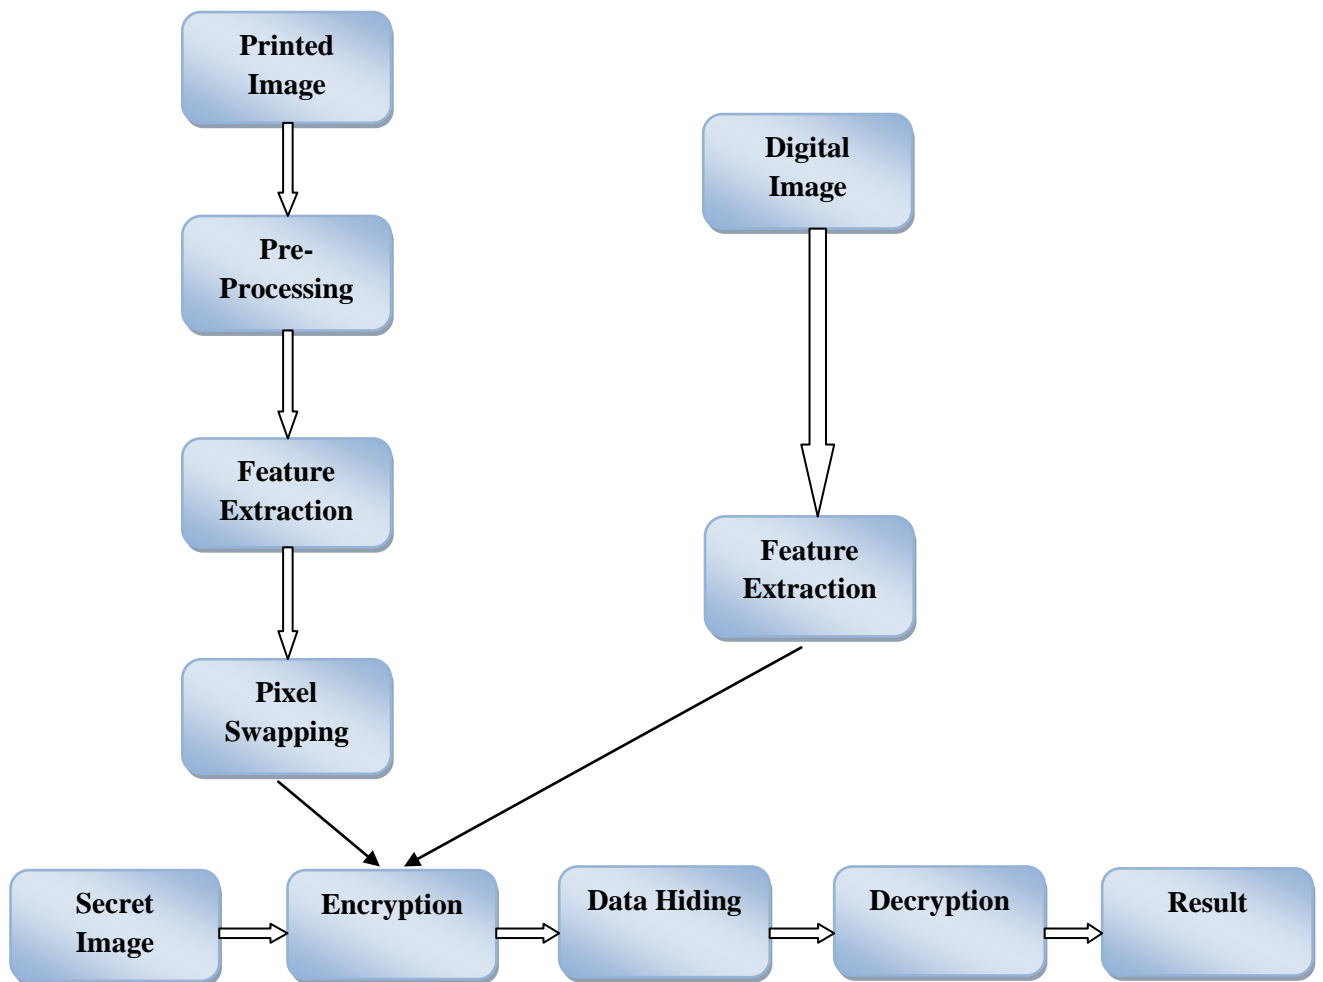 Printed
Image
Digital
Image
Pre-
Processing
Feature
Extraction
Feature
Extraction
Pixel
Swapping
Secret
Image
Encryption
Data Hiding
Decryption
Result